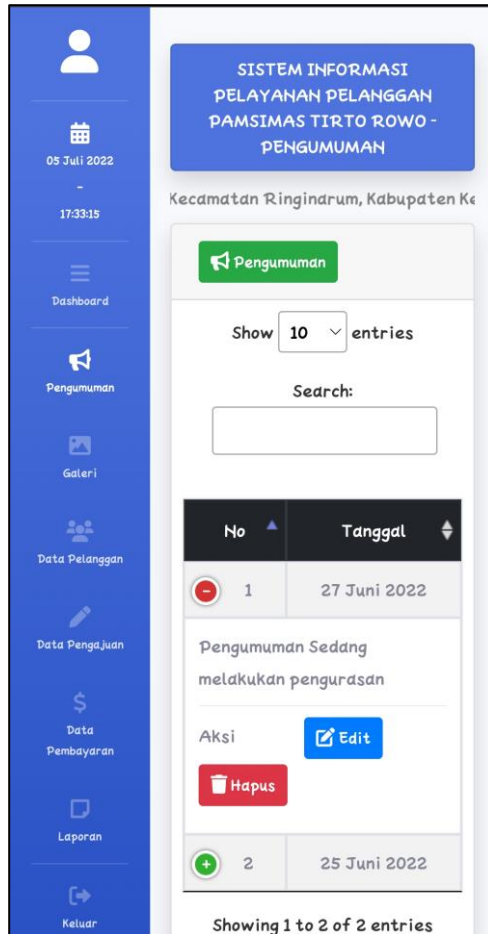 05 Juli 2022
-
17:33:15
Dashboard
Pengumuman
Galeri
Data Pelanggan
Data Pengajuan
Data
Pembayaran
Laporan
Keluar
SISTEM INFORMASI
PELAYANAN PELANGGAN
PAMSIMAS TIRTO ROWO -
PENGUMUMAN
Kecamatan Ringinarum, Kabupaten Ke
Pengumuman
Show 10 entries
Search:
No Tanggal
1 27 Juni 2022
Pengumuman Sedang
melakukan pengurasan
Aksi Edit
Hapus
2 25 Juni 2022
Showing 1 to 2 of 2 entries